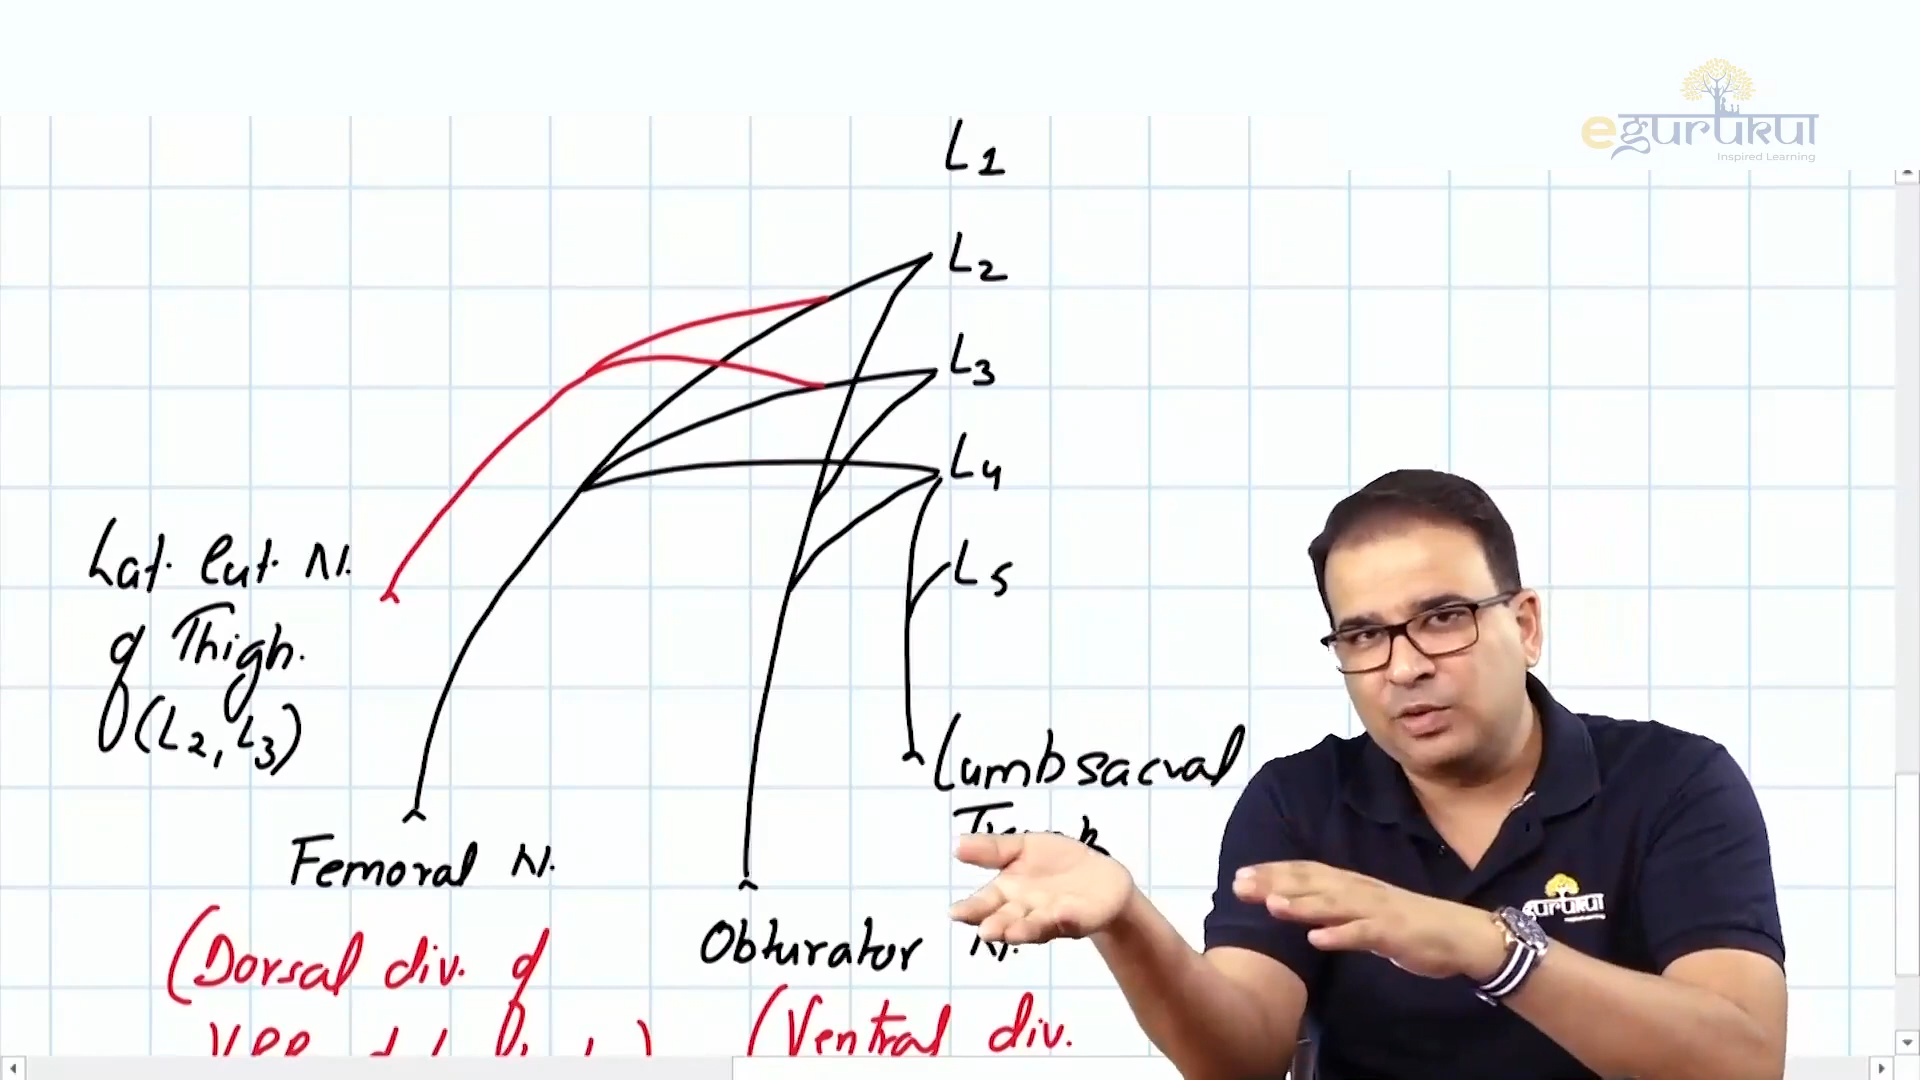 egurukul
Inspired Learning
L1
L2
L3
L4
L5
Lat. Cut. N.
of Thigh.
(L2, L3)
Lumbsacral
Femoral N.
Obturator N.
(Dorsal div. of
(Ventral div.
gurukul